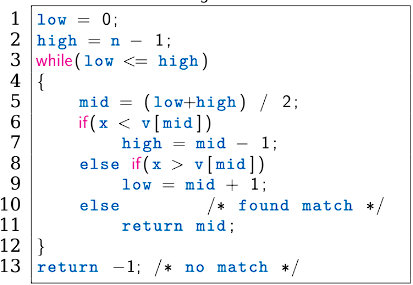 1 low = 0;
2 high = n - 1;
3 while(low <= high)
4 {
5 mid = (low+high) / 2;
6 if(x < v[mid])
7 high = mid - 1;
8 else if(x > v[mid])
9 low = mid + 1;
10 else /* found match */
11 return mid;
12 }
13 return -1; /* no match */